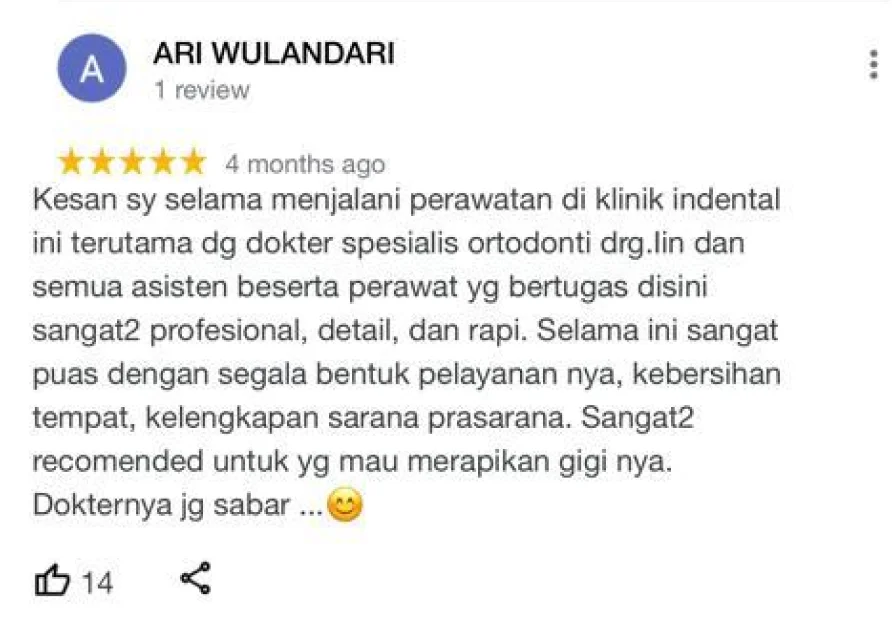 A
ARI WULANDARI
1 review
4 months ago
Kesan sy selama menjalani perawatan di klinik indental
ini terutama dg dokter spesialis ortodonti drg.lin dan
semua asisten beserta perawat yg bertugas disini
sangat2 profesional, detail, dan rapi. Selama ini sangat
puas dengan segala bentuk pelayanan nya, kebersihan
tempat, kelengkapan sarana prasarana. Sangat2
recomended untuk yg mau merapikan gigi nya.
Dokternya jg sabar ...😊
14